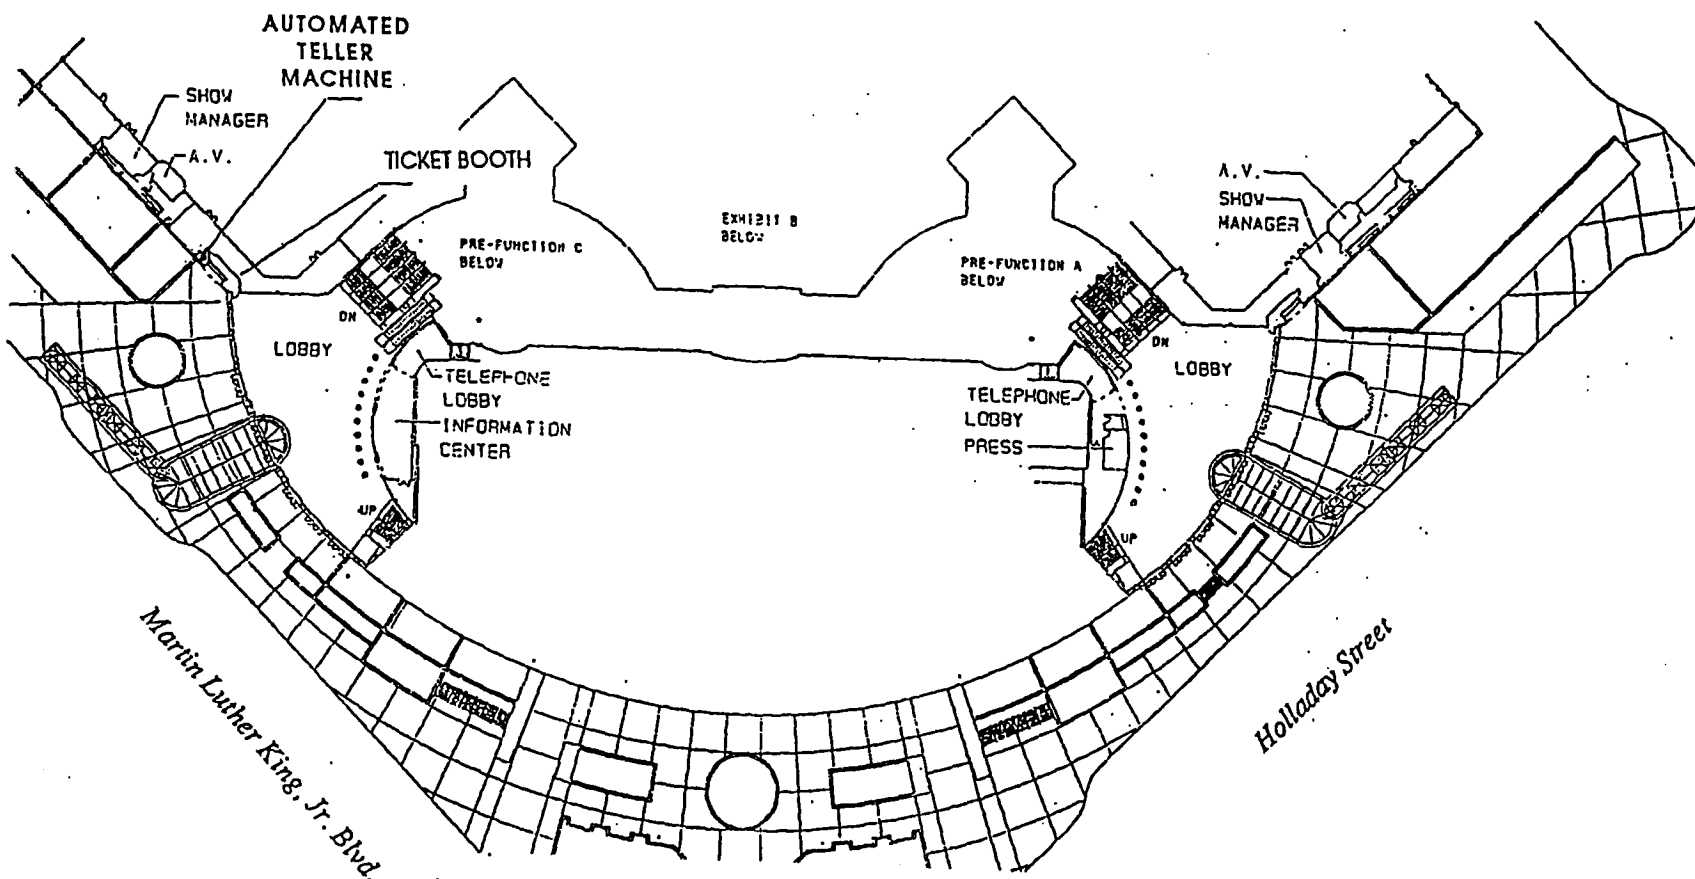 AUTOMATED
TELLER
MACHINE
SHOW
MANAGER
A.V.
TICKET BOOTH
PRE-FUNCTION C
BELOW
EXHIBIT B
BELOW
PRE-FUNCTION A
BELOW
A.V.
SHOW
MANAGER
DN
LOBBY
TELEPHONE
LOBBY
INFORMATION
CENTER
UP
DN
LOBBY
TELEPHONE
LOBBY
PRESS
UP
Martin Luther King, Jr. Blvd.
Holladay Street